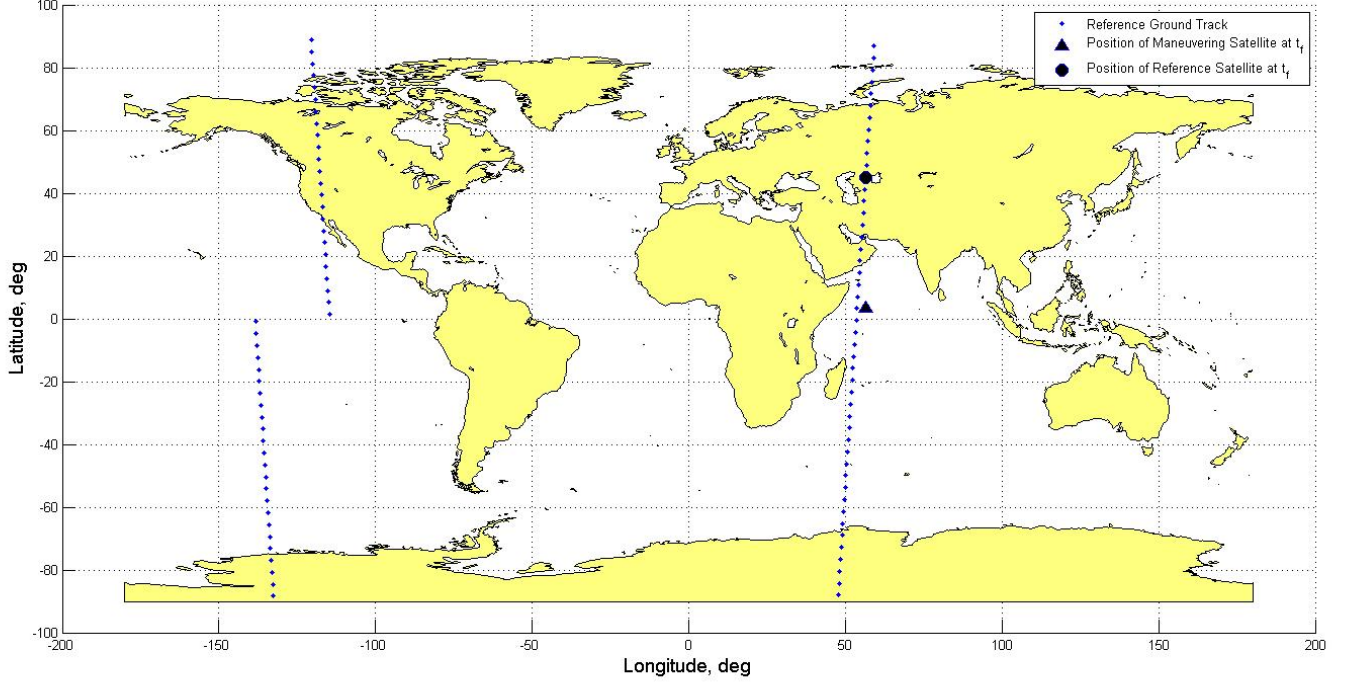 100
80
60
40
20
0
-20
-40
-60
-80
-100
Latitude, deg
Reference Ground Track
Position of Maneuvering Satellite at tf
Position of Reference Satellite at tf
-200 -150 -100 -50 0 50 100 150 200
Longitude, deg